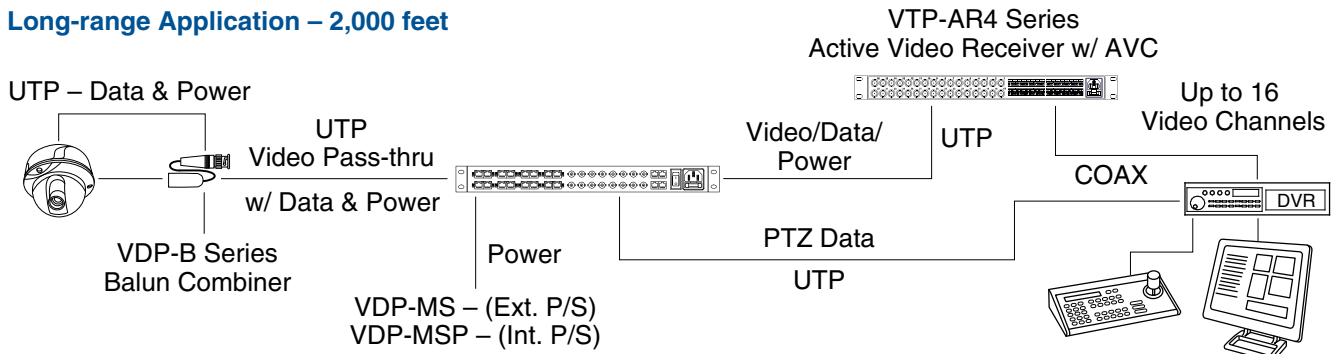 Long-range Application – 2,000 feet
VTP-AR4 Series
Active Video Receiver w/ AVC
UTP – Data & Power
Up to 16
Video Channels
UTP
Video Pass-thru
w/ Data & Power
Video/Data/
Power
UTP
COAX
DVR
VDP-B Series
Balun Combiner
Power
PTZ Data
UTP
VDP-MS – (Ext. P/S)
VDP-MSP – (Int. P/S)